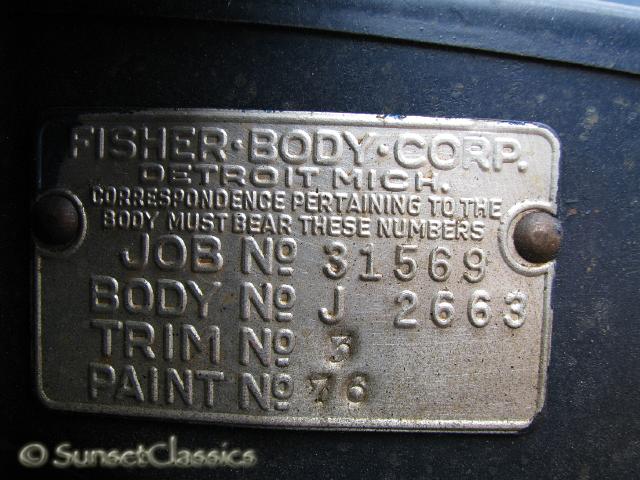 FISHER·BODY·CORP.
DETROIT MICH.
CORRESPONDENCE PERTAINING TO THE
BODY MUST BEAR THESE NUMBERS
JOB Nº 31569
BODY Nº J 2663
TRIM Nº 3
PAINT Nº 76
© SunsetClassics